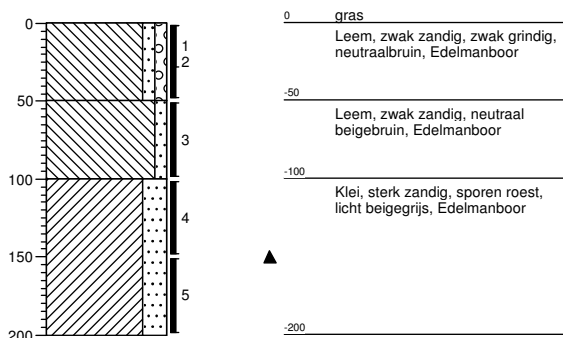 0
50
100
150
200
1
2
3
4
5
0 gras
Leem, zwak zandig, zwak grindig,
neutraalbruin, Edelmanboor
-50
Leem, zwak zandig, neutraal
beigebruin, Edelmanboor
-100
Klei, sterk zandig, sporen roest,
licht beigegrijs, Edelmanboor
-200